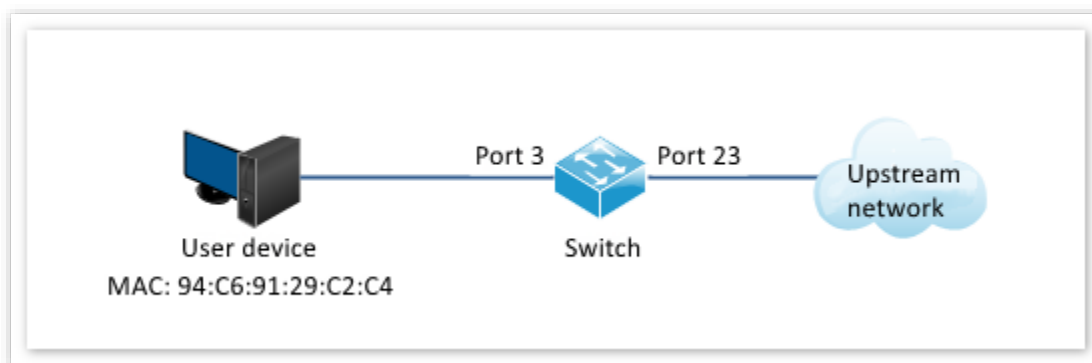 Port 3
Port 23
Upstream
network
User device
Switch
MAC: 94:C6:91:29:C2:C4